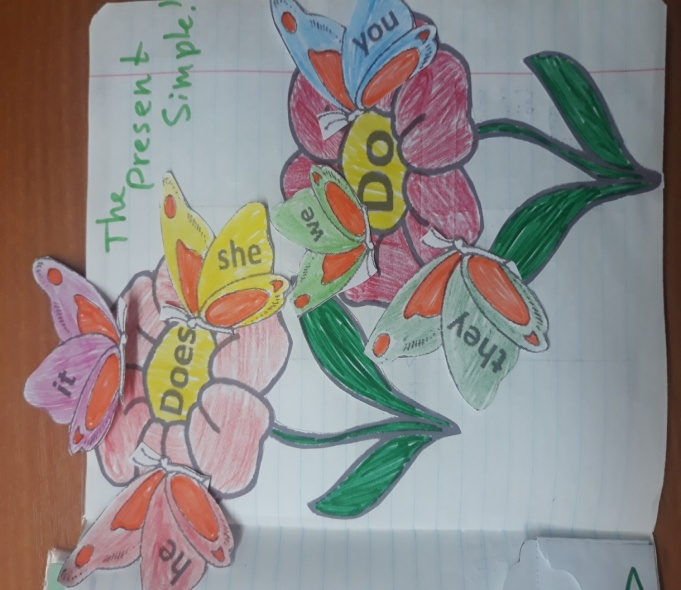 The
present
Simple!
you
Do
we
she
they
it
Does
he